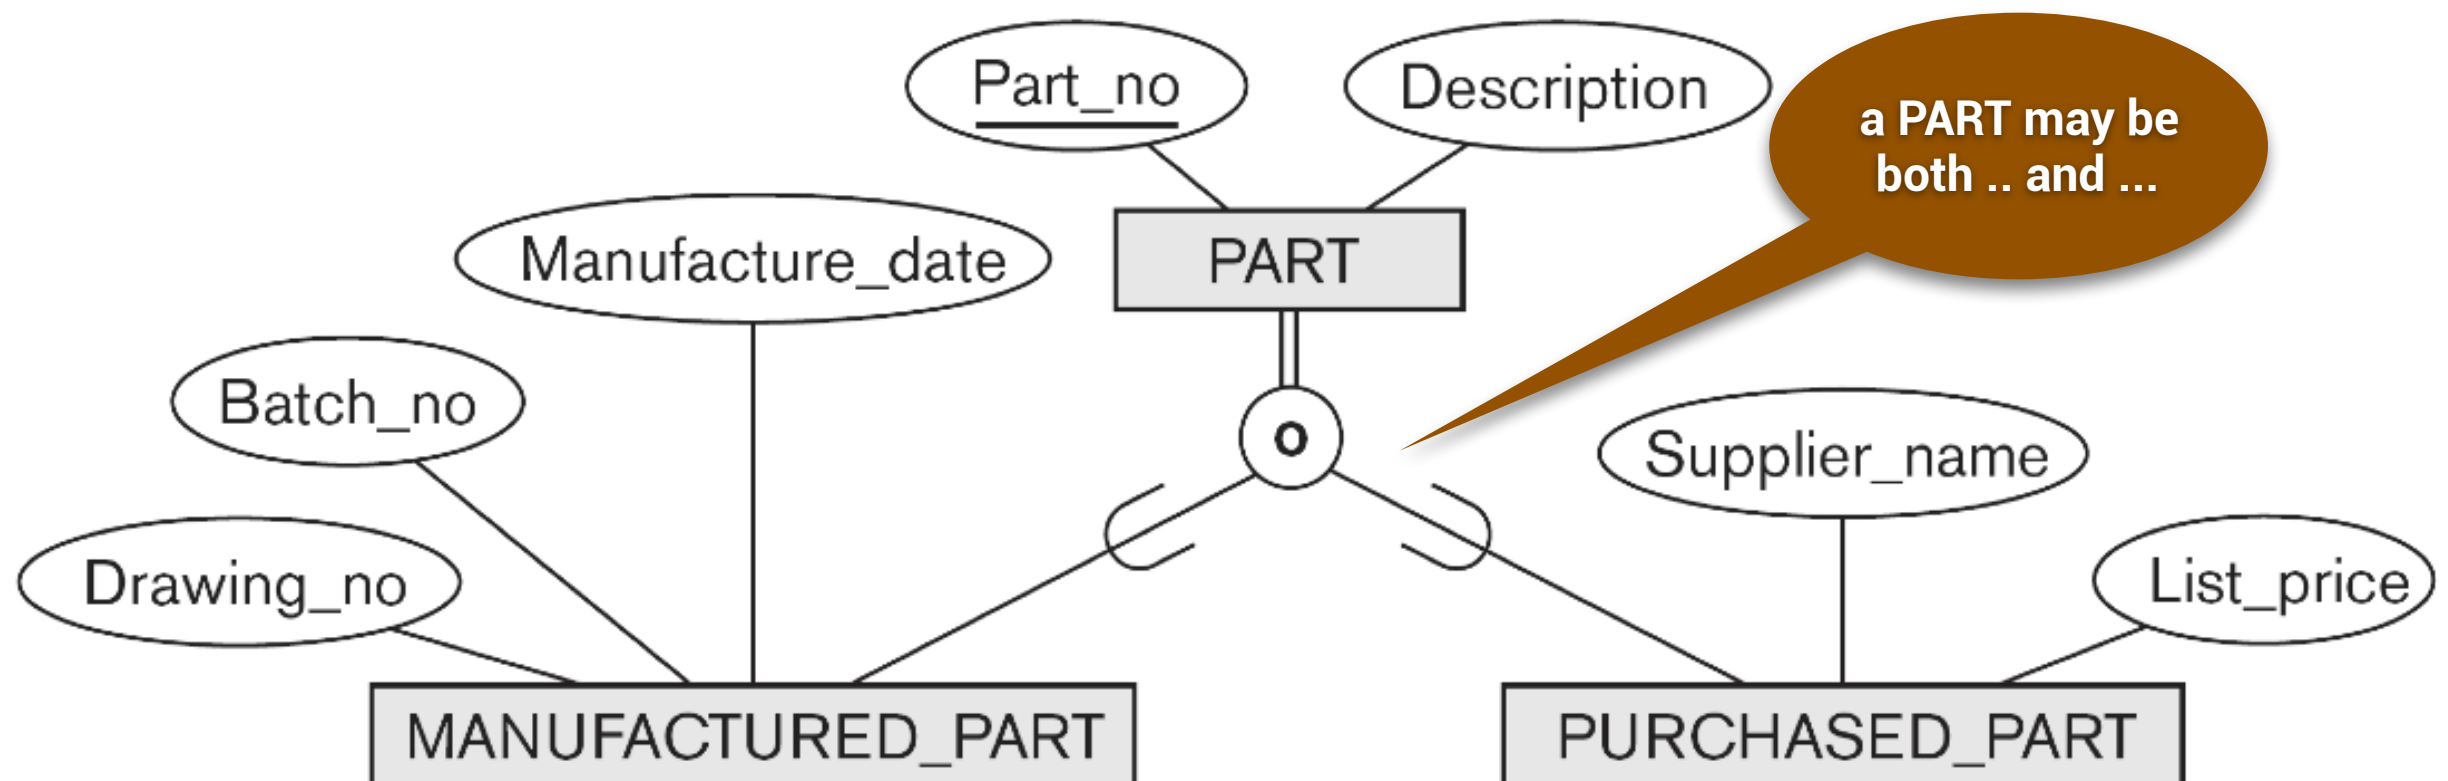 Part_no
Description
a PART may be
both .. and ...
Manufacture_date
PART
Batch_no
o
Supplier_name
Drawing_no
List_price
MANUFACTURED_PART
PURCHASED_PART